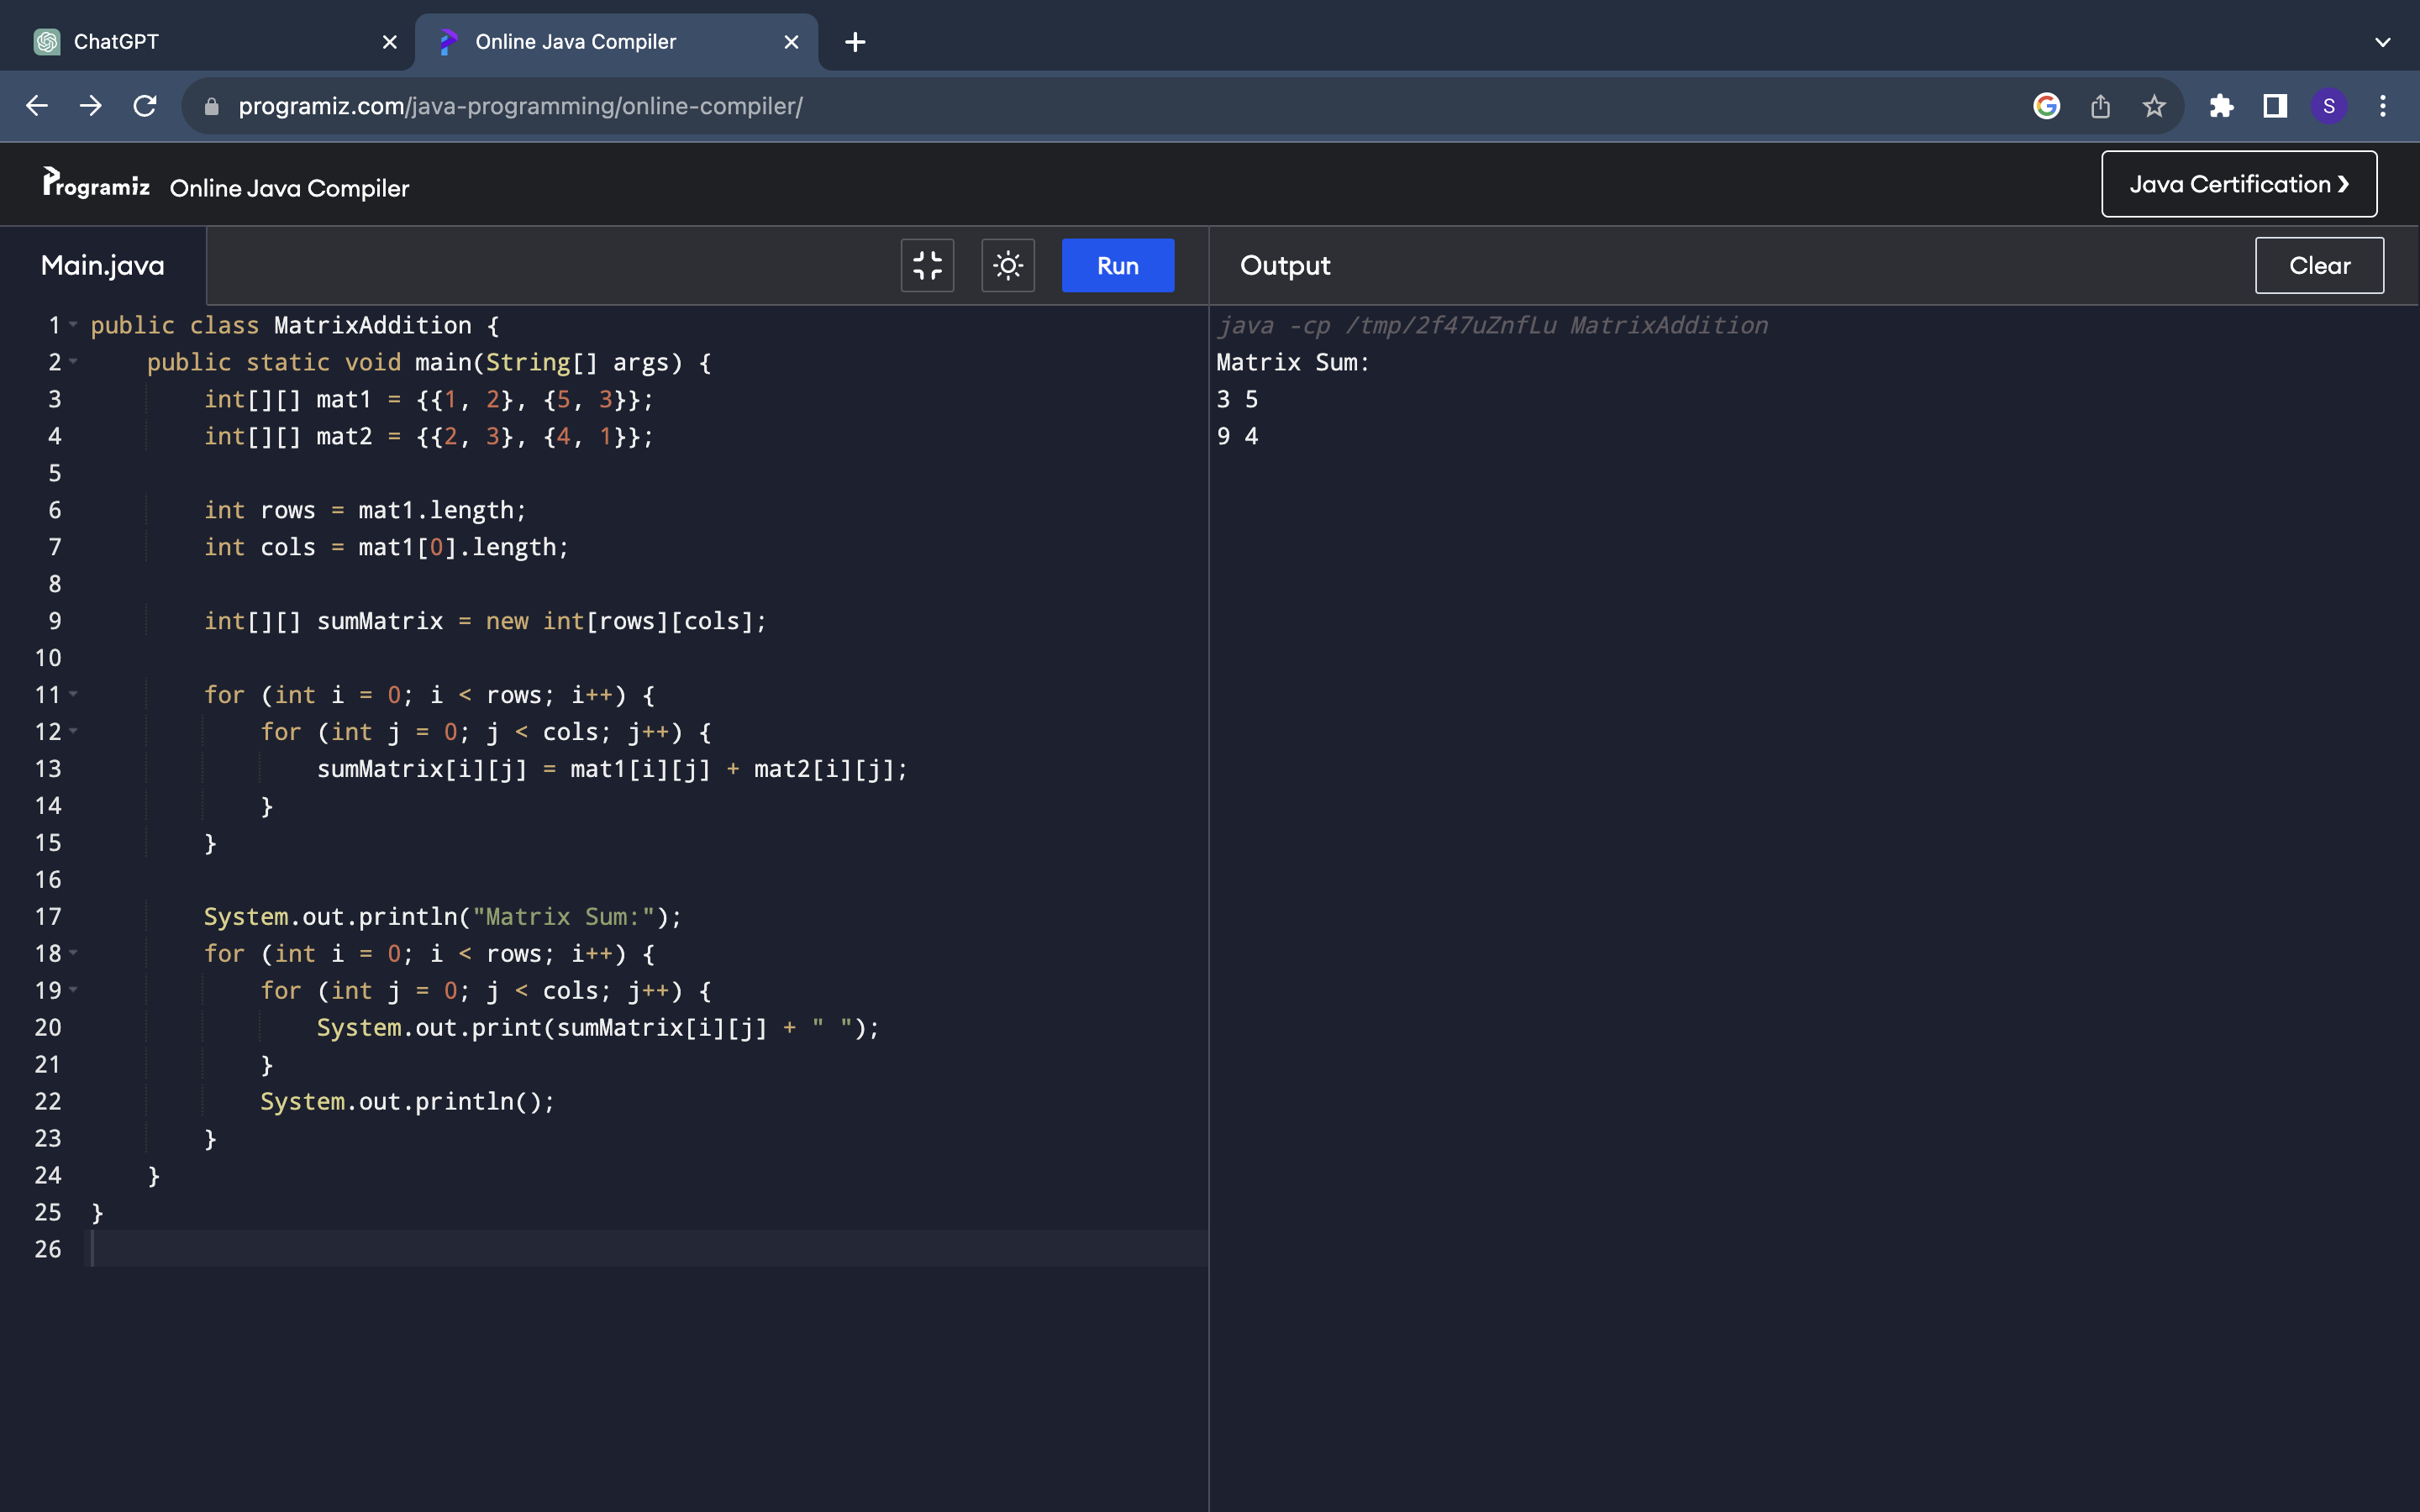 ChatGPT
Online Java Compiler
programiz.com/java-programming/online-compiler/
S
Programiz Online Java Compiler
Java Certification ❯
Main.java
Run
Output
Clear
1 public class MatrixAddition {
2     public static void main(String[] args) {
3         int[][] mat1 = {{1, 2}, {5, 3}};
4         int[][] mat2 = {{2, 3}, {4, 1}};
5
6         int rows = mat1.length;
7         int cols = mat1[0].length;
8
9         int[][] sumMatrix = new int[rows][cols];
10
11         for (int i = 0; i < rows; i++) {
12             for (int j = 0; j < cols; j++) {
13                 sumMatrix[i][j] = mat1[i][j] + mat2[i][j];
14             }
15         }
16
17         System.out.println("Matrix Sum:");
18         for (int i = 0; i < rows; i++) {
19             for (int j = 0; j < cols; j++) {
20                 System.out.print(sumMatrix[i][j] + " ");
21             }
22             System.out.println();
23         }
24     }
25 }
26
java -cp /tmp/2f47uZnfLu MatrixAddition
Matrix Sum:
3 5
9 4